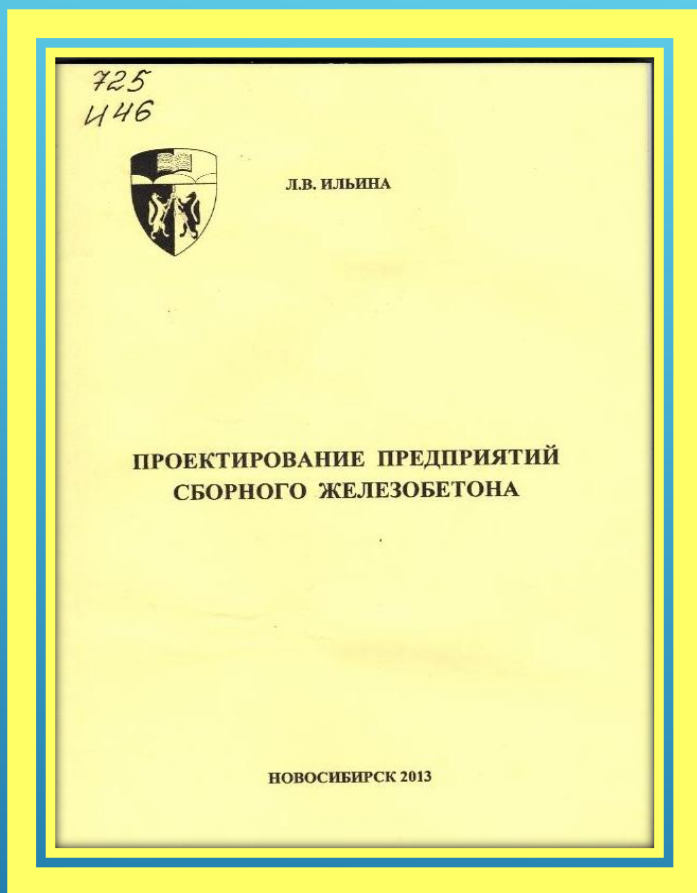 725
И46
Л.В. ИЛЬИНА
ПРОЕКТИРОВАНИЕ ПРЕДПРИЯТИЙ
СБОРНОГО ЖЕЛЕЗОБЕТОНА
НОВОСИБИРСК 2013